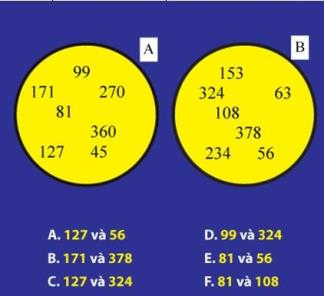 A
99
171 270
81
360
127 45
B
153
324 63
108
378
234 56
A. 127 và 56
B. 171 và 378
C. 127 và 324
D. 99 và 324
E. 81 và 56
F. 81 và 108